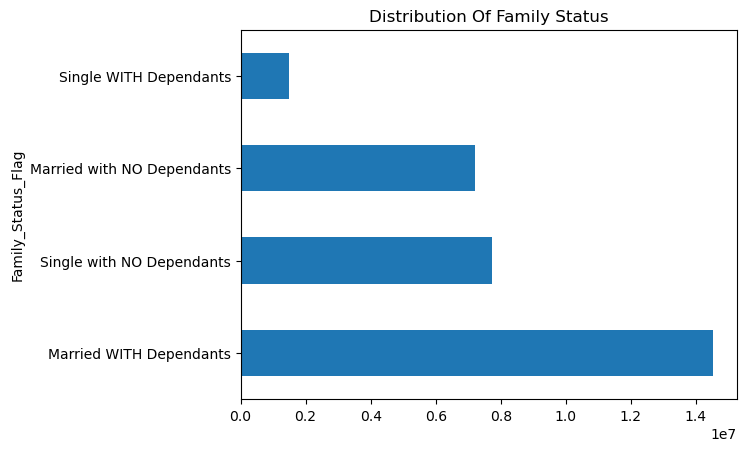 Distribution Of Family Status
Single WITH Dependants
Married with NO Dependants
Single with NO Dependants
Married WITH Dependants
Family_Status_Flag
0.0 0.2 0.4 0.6 0.8 1.0 1.2 1.4
1e7